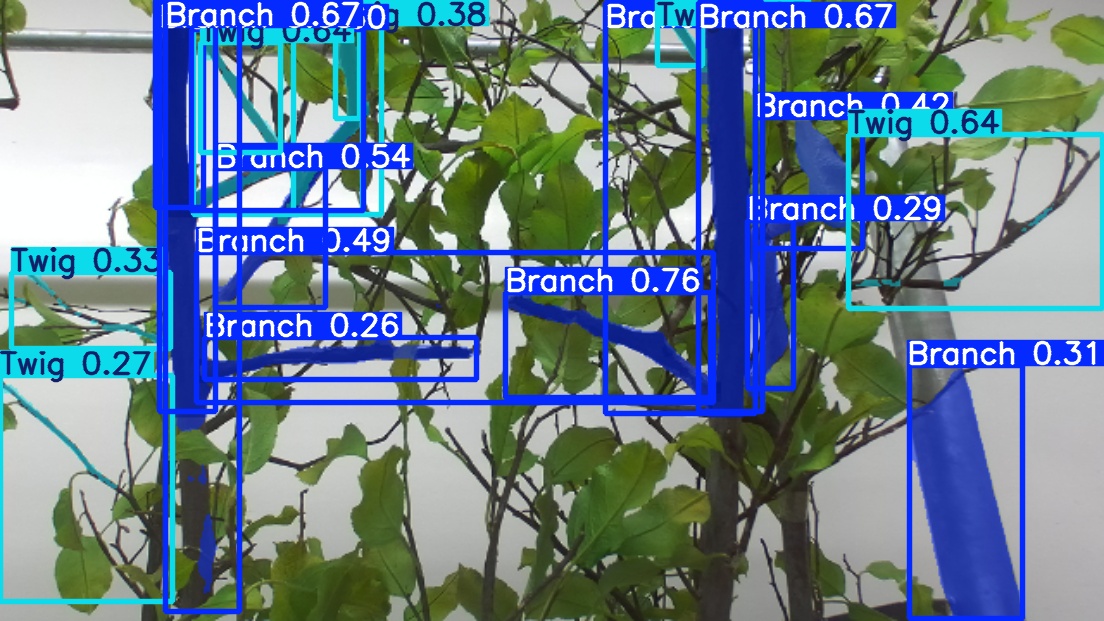 Branch 0.67
0.38
Twig 0.64
Bra
Tw
Branch 0.67
Branch 0.42
Twig 0.64
Branch 0.54
Branch 0.29
Branch 0.49
Twig 0.33
Branch 0.76
Branch 0.26
Twig 0.27
Branch 0.31